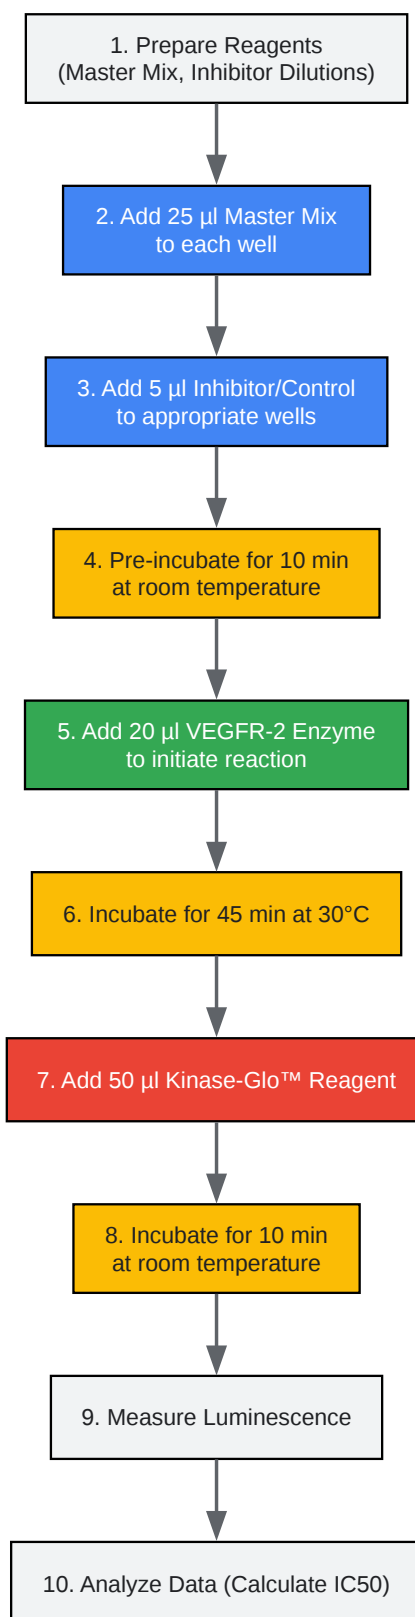 1. Prepare Reagents
(Master Mix, Inhibitor Dilutions)
2. Add 25 µl Master Mix
to each well
3. Add 5 µl Inhibitor/Control
to appropriate wells
4. Pre-incubate for 10 min
at room temperature
5. Add 20 µl VEGFR-2 Enzyme
to initiate reaction
6. Incubate for 45 min at 30°C
7. Add 50 µl Kinase-Glo™ Reagent
8. Incubate for 10 min
at room temperature
9. Measure Luminescence
10. Analyze Data (Calculate IC50)